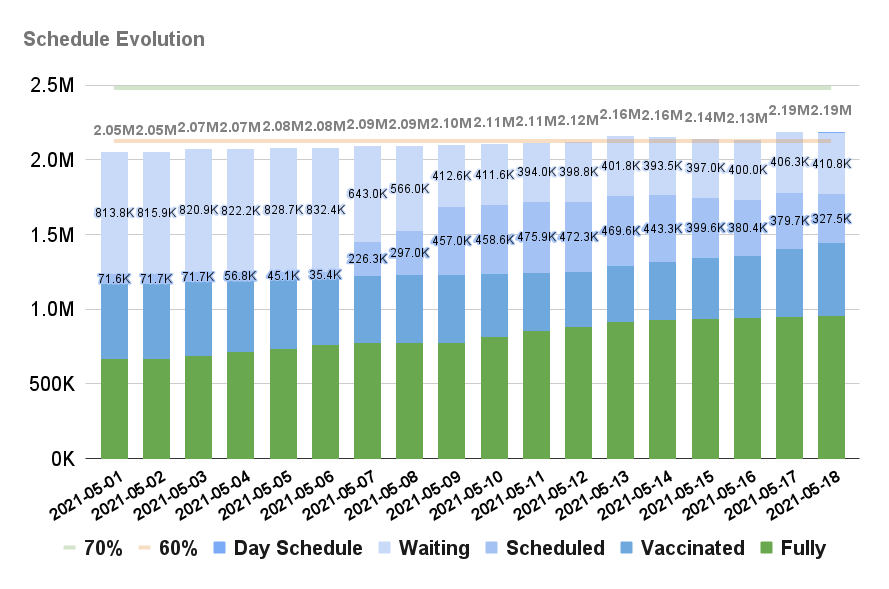 Schedule Evolution
2.5M
2.05M 2.05M 2.07M 2.07M 2.08M 2.08M 2.09M 2.09M 2.10M 2.11M 2.11M 2.12M 2.16M 2.16M 2.14M 2.13M 2.19M 2.19M
2.0M
813.8K 815.9K 820.9K 822.2K 828.7K 832.4K 643.0K 566.0K 412.6K 411.6K 394.0K 398.8K 401.8K 393.5K 397.0K 400.0K 406.3K 410.8K
1.5M
71.6K 71.7K 71.7K 56.8K 45.1K 35.4K 226.3K 297.0K 457.0K 458.6K 475.9K 472.3K 469.6K 443.3K 399.6K 380.4K 379.7K 327.5K
1.0M
500K
0K
2021-05-01 2021-05-02 2021-05-03 2021-05-04 2021-05-05 2021-05-06 2021-05-07 2021-05-08 2021-05-09 2021-05-10 2021-05-11 2021-05-12 2021-05-13 2021-05-14 2021-05-15 2021-05-16 2021-05-17 2021-05-18
70% 60% Day Schedule Waiting Scheduled Vaccinated Fully